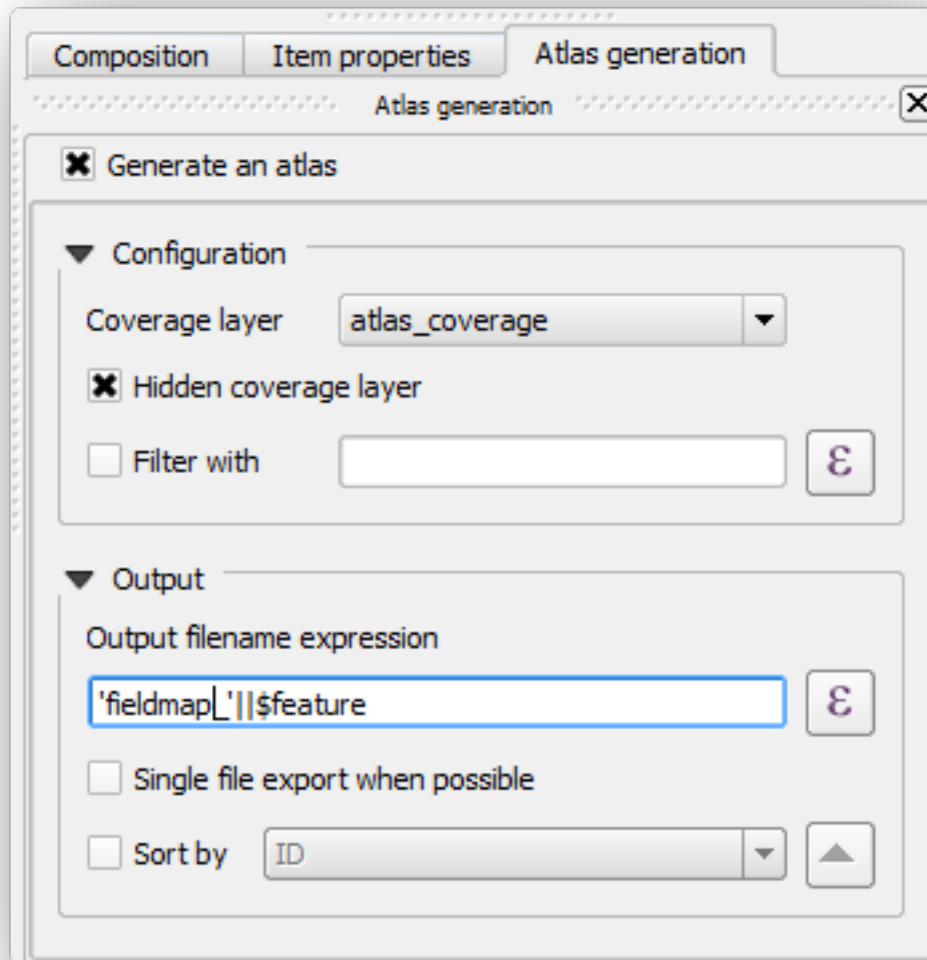 Composition Item properties Atlas generation
Atlas generation
Generate an atlas
Configuration
Coverage layer atlas_coverage
Hidden coverage layer
Filter with ε
Output
Output filename expression
'fieldmap_'||$feature ε
Single file export when possible
Sort by ID